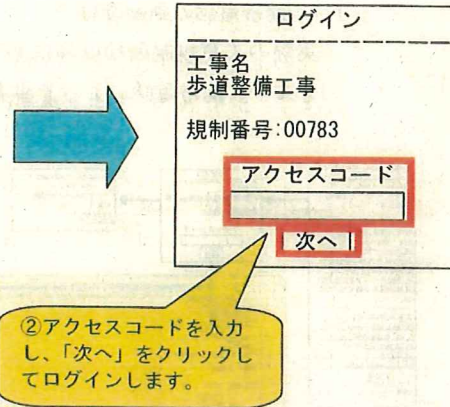 ログイン
工事名
歩道整備工事
規制番号:00783
アクセスコード
次へ
②アクセスコードを入力
し、「次へ」をクリックし
てログインします。